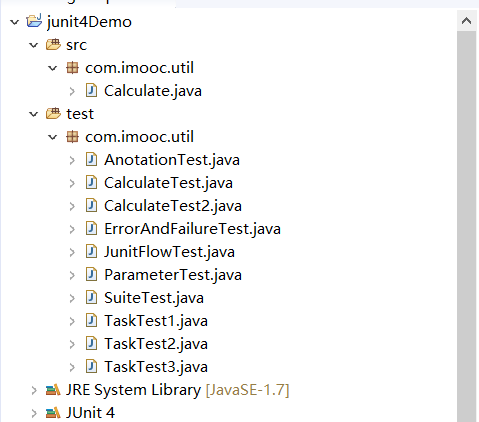 junit4Demo
src
com.imooc.util
Calculate.java
test
com.imooc.util
AnotationTest.java
CalculateTest.java
CalculateTest2.java
ErrorAndFailureTest.java
JunitFlowTest.java
ParameterTest.java
SuiteTest.java
TaskTest1.java
TaskTest2.java
TaskTest3.java
JRE System Library [JavaSE-1.7]
JUnit 4